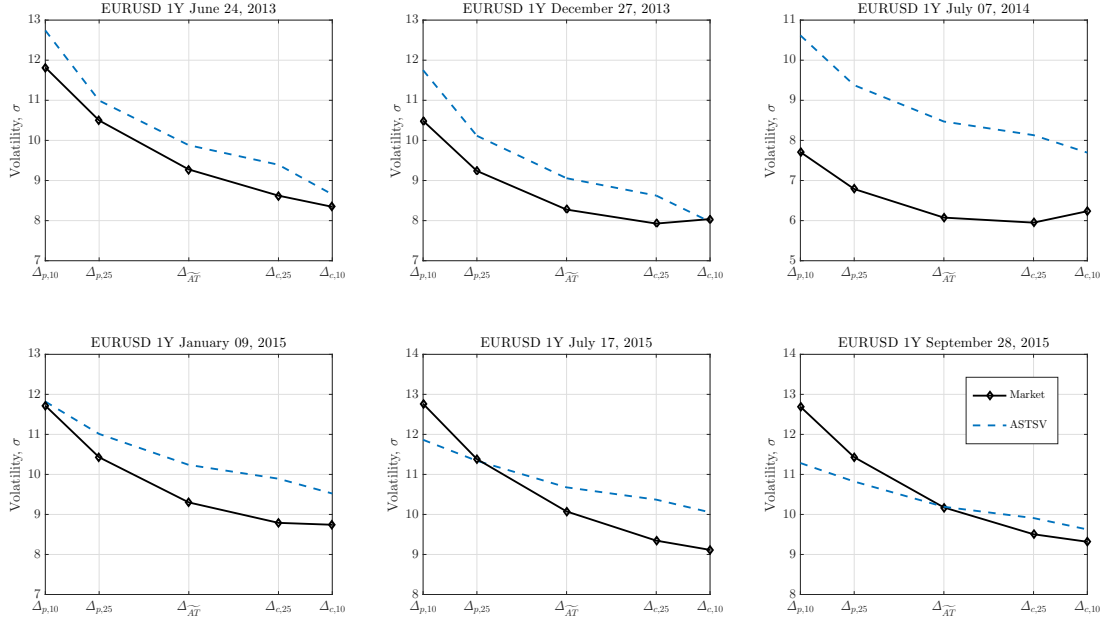 EURUSD 1Y June 24, 2013
13
12
11
10
9
8
7
Volatility, σ
Δp,10 Δp,25 ΔAT͂ Δc,25 Δc,10
EURUSD 1Y December 27, 2013
13
12
11
10
9
8
7
Volatility, σ
Δp,10 Δp,25 ΔAT͂ Δc,25 Δc,10
EURUSD 1Y July 07, 2014
11
10
9
8
7
6
5
Volatility, σ
Δp,10 Δp,25 ΔAT͂ Δc,25 Δc,10
EURUSD 1Y January 09, 2015
13
12
11
10
9
8
7
Volatility, σ
Δp,10 Δp,25 ΔAT͂ Δc,25 Δc,10
EURUSD 1Y July 17, 2015
14
13
12
11
10
9
8
Volatility, σ
Δp,10 Δp,25 ΔAT͂ Δc,25 Δc,10
EURUSD 1Y September 28, 2015
14
13
12
11
10
9
8
Volatility, σ
Market
ASTSV
Δp,10 Δp,25 ΔAT͂ Δc,25 Δc,10